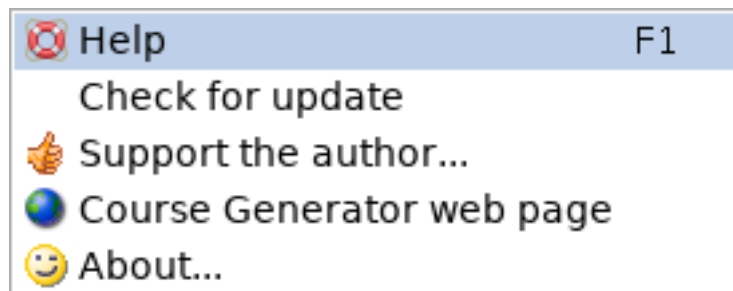 Help F1
Check for update
Support the author...
Course Generator web page
About...